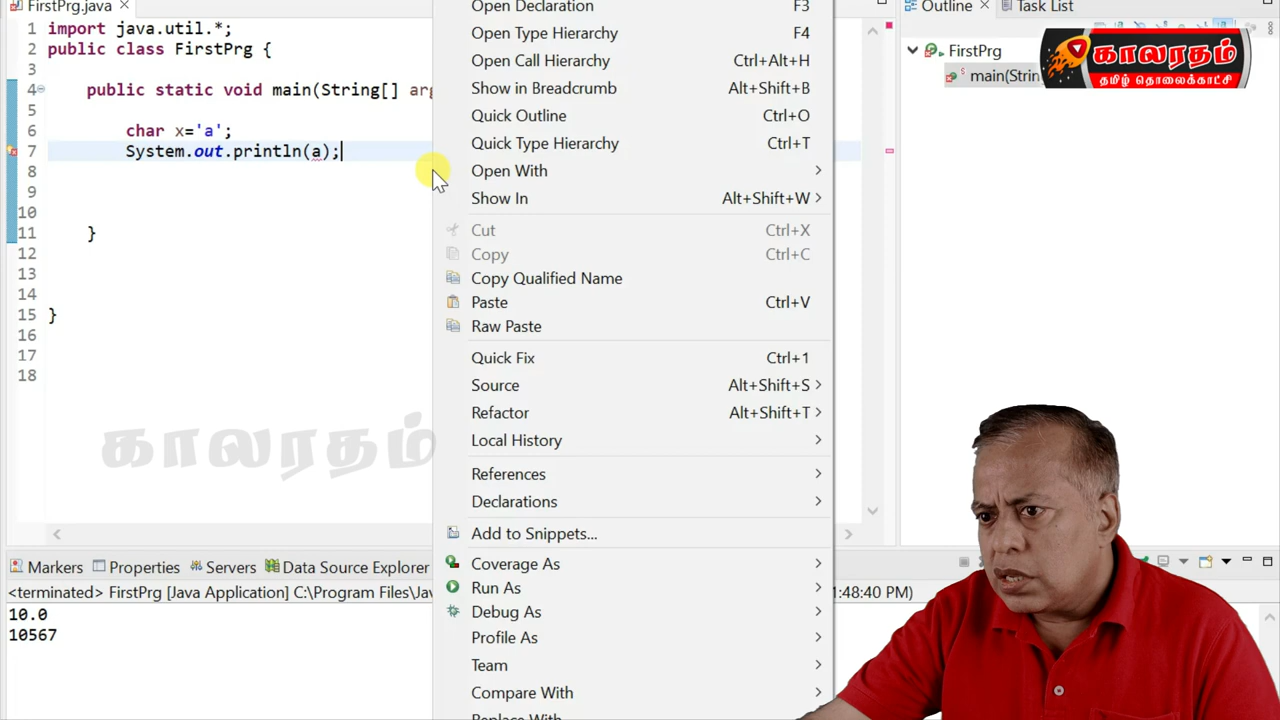 FirstPrg.java
1 import java.util.*;
2 public class FirstPrg {
3
4 public static void main(String[] arg
5
6 char x='a';
7 System.out.println(a);
8
9
10
11 }
12
13
14
15 }
16
17
18
Open Declaration F3
Open Type Hierarchy F4
Open Call Hierarchy Ctrl+Alt+H
Show in Breadcrumb Alt+Shift+B
Quick Outline Ctrl+O
Quick Type Hierarchy Ctrl+T
Open With
Show In Alt+Shift+W
Cut Ctrl+X
Copy Ctrl+C
Copy Qualified Name
Paste Ctrl+V
Raw Paste
Quick Fix Ctrl+1
Source Alt+Shift+S
Refactor Alt+Shift+T
Local History
References
Declarations
Add to Snippets...
Coverage As
Run As
Debug As
Profile As
Team
Compare With
Replace With
Outline Task List
FirstPrg
main(Strin
காலரதம்
தமிழ் தொலைக்காட்சி
காலரதம்
Markers Properties Servers Data Source Explorer
<terminated> FirstPrg [Java Application] C:\Program Files\Jav
1:48:40 PM)
10.0
10567